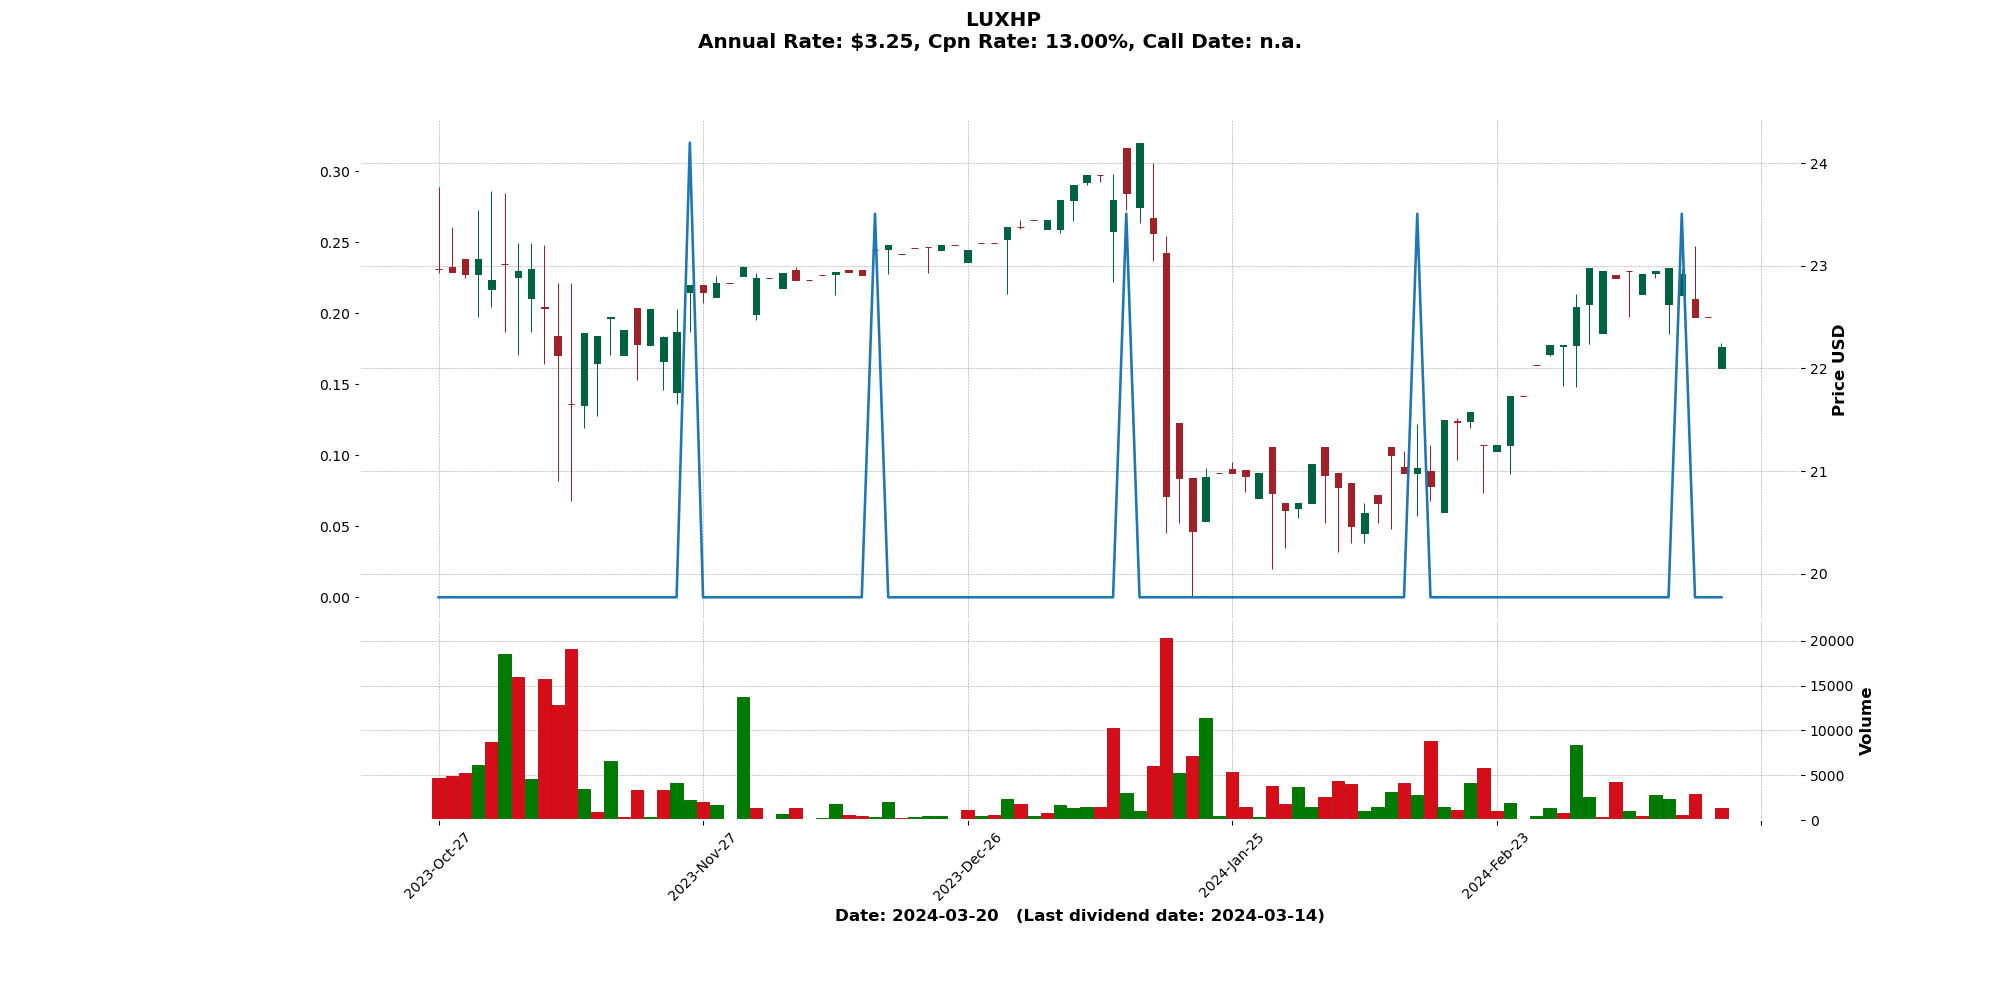 LUXHP
Annual Rate: $3.25, Cpn Rate: 13.00%, Call Date: n.a.
0.30
0.25
0.20
0.15
0.10
0.05
0.00
24
23
22
21
20
Price USD
20000
15000
10000
5000
0
Volume
2023-Oct-27
2023-Nov-27
2023-Dec-26
2024-Jan-25
2024-Feb-23
Date: 2024-03-20   (Last dividend date: 2024-03-14)